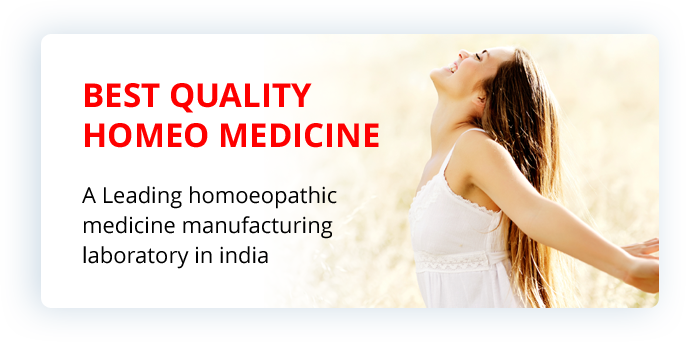 BEST QUALITY
HOMEO MEDICINE
A Leading homoeopathic
medicine manufacturing
laboratory in india